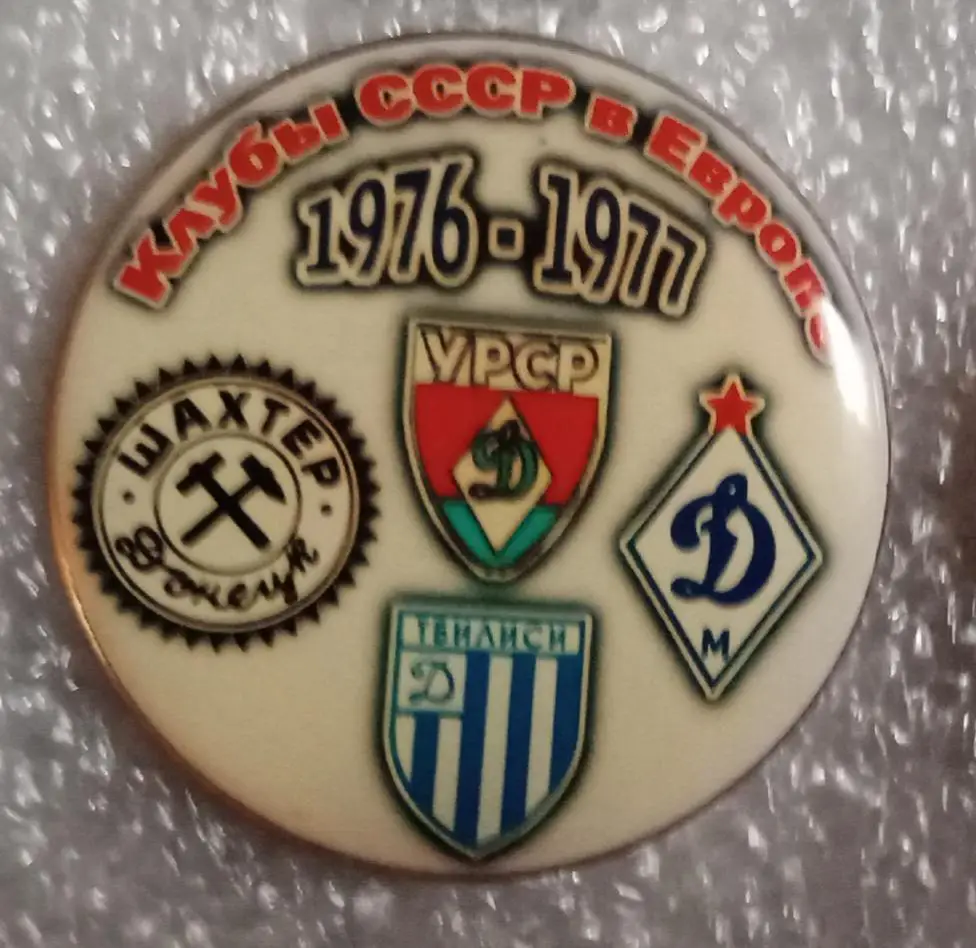 Клубы СССР в Европе
1976 - 1977
УРСР
Д
ШАХТЕР
Донецк
Д
М
ТБИЛИСИ
Д